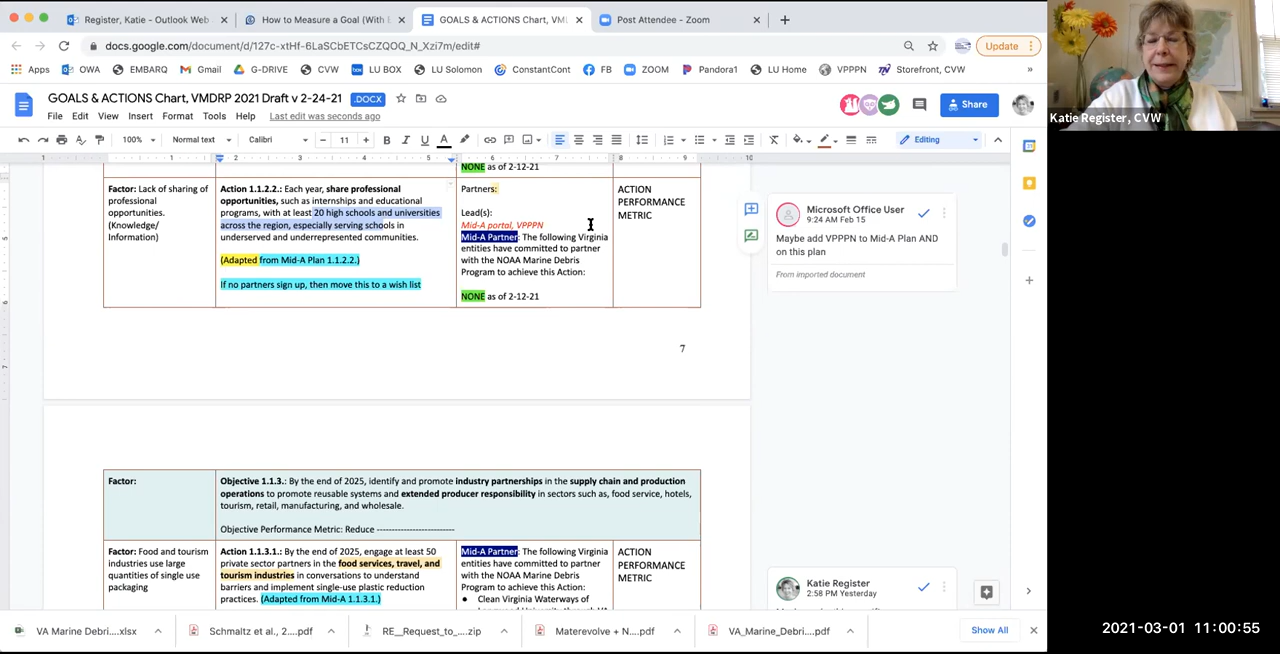 Register, Katie - Outlook Web
How to Measure a Goal (With E
GOALS & ACTIONS Chart, VML
Post Attendee - Zoom
docs.google.com/document/d/127c-xtHf-6LaSCbETCsCZQOQ_N_Xzi7m/edit#
Update
Apps
OWA
EMBARQ
Gmail
G-DRIVE
CVW
LU BOX
LU Solomon
ConstantCont
FB
ZOOM
Pandora1
LU Home
VPPPN
Storefront, CVW
»
GOALS & ACTIONS Chart, VMDRP 2021 Draft v 2-24-21 .DOCX
File Edit View Insert Format Tools Help Last edit was seconds ago
Share
100% Normal text Calibri - 11 + B I U A Editing
1 1 2 3 4 5 6 7 8 9 10
NONE as of 2-12-21
Factor: Lack of sharing of
professional
opportunities.
(Knowledge/
Information)
Action 1.1.2.2.: Each year, share professional
opportunities, such as internships and educational
programs, with at least 20 high schools and universities
across the region, especially serving schools in
underserved and underrepresented communities.
(Adapted from Mid-A Plan 1.1.2.2.)
If no partners sign up, then move this to a wish list
Partners:
Lead(s):
Mid-A portal, VPPPN
Mid-A Partner: The following Virginia
entities have committed to partner
with the NOAA Marine Debris
Program to achieve this Action:
NONE as of 2-12-21
ACTION
PERFORMANCE
METRIC
Microsoft Office User
9:24 AM Feb 15
Maybe add VPPPN to Mid-A Plan AND
on this plan
From imported document
7
Factor:
Objective 1.1.3.: By the end of 2025, identify and promote industry partnerships in the supply chain and production
operations to promote reusable systems and extended producer responsibility in sectors such as, food service, hotels,
tourism, retail, manufacturing, and wholesale.
Objective Performance Metric: Reduce --------------------------
Factor: Food and tourism
industries use large
quantities of single use
packaging
Action 1.1.3.1.: By the end of 2025, engage at least 50
private sector partners in the food services, travel, and
tourism industries in conversations to understand
barriers and implement single-use plastic reduction
practices. (Adapted from Mid-A 1.1.3.1.)
Mid-A Partner: The following Virginia
entities have committed to partner
with the NOAA Marine Debris
Program to achieve this Action:
● Clean Virginia Waterways of
ACTION
PERFORMANCE
METRIC
Katie Register
2:58 PM Yesterday
VA Marine Debri....xlsx
Schmaltz et al., 2....pdf
RE__Request_to_....zip
Materevolve + N....pdf
VA_Marine_Debri....pdf
Show All
Katie Register, CVW
2021-03-01 11:00:55